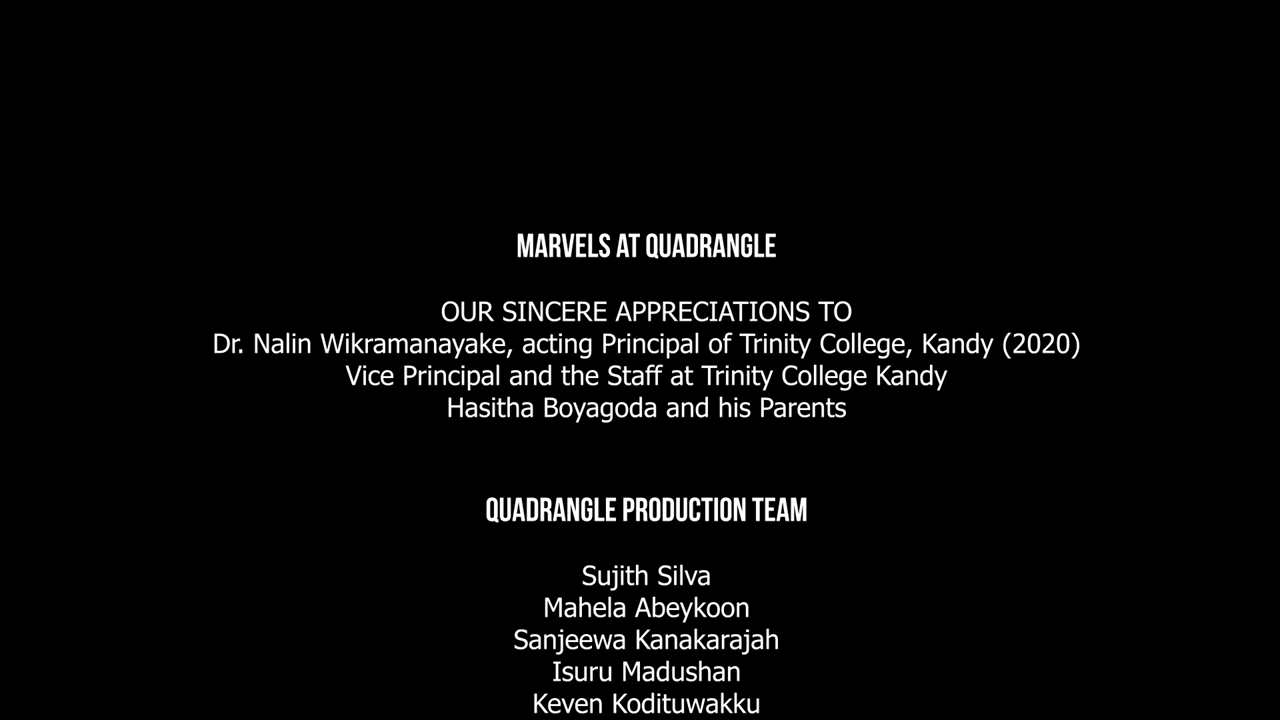 MARVELS AT QUADRANGLE
OUR SINCERE APPRECIATIONS TO
Dr. Nalin Wikramanayake, acting Principal of Trinity College, Kandy (2020)
Vice Principal and the Staff at Trinity College Kandy
Hasitha Boyagoda and his Parents
QUADRANGLE PRODUCTION TEAM
Sujith Silva
Mahela Abeykoon
Sanjeewa Kanakarajah
Isuru Madushan
Keven Kodituwakku